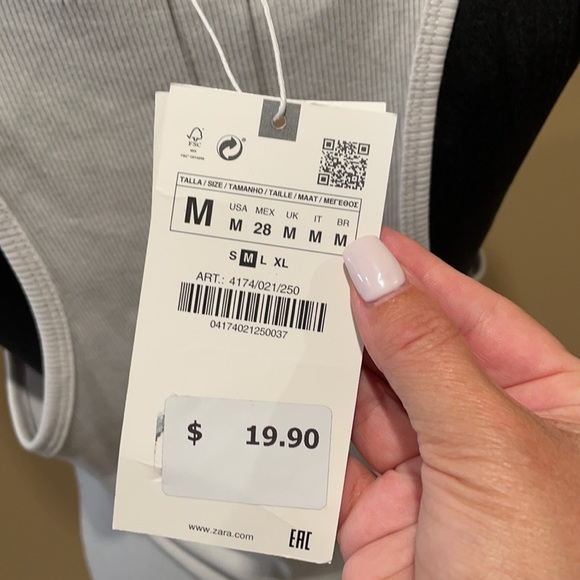 FSC
TALLA / SIZE / TAMANHO / TAILLE / MAAT / ΜΕΓΕΘΟΣ
M
USA MEX UK IT BR
M 28 M M M
S M L XL
ART.: 4174/021/250
04174021250037
$ 19.90
www.zara.com
EAC